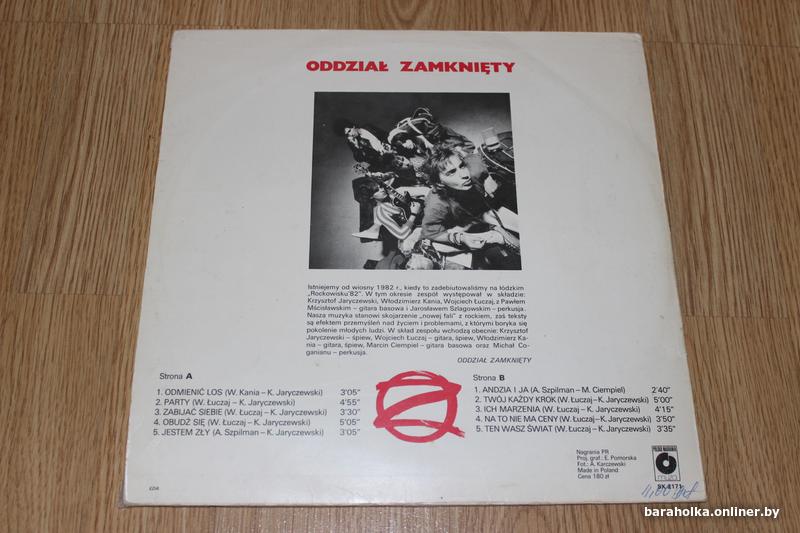 ODDZIAŁ ZAMKNIĘTY
Istniejemy od wiosny 1982 r., kiedy to zadebiutowaliśmy na łódzkim
„Rockowisku'82”. W tym okresie zespół występował w składzie:
Krzysztof Jaryczewski, Włodzimierz Kania, Wojciech Łuczaj, z Pawłem
Mścisławskim – gitara basowa i Jarosławem Szlagowskim – perkusja.
Nasza muzyka stanowi skojarzenie „nowej fali” z rockiem, zaś teksty
są efektem przemyśleń nad życiem i problemami, z którymi boryka się
pokolenie młodych ludzi. W skład zespołu wchodzą obecnie: Krzysztof
Jaryczewski – śpiew, Wojciech Łuczaj – gitara, śpiew, Włodzimierz Ka-
nia – gitara, śpiew, Marcin Ciempiel – gitara basowa oraz Michał Co-
ganianu – perkusja.
ODDZIAŁ ZAMKNIĘTY
Strona A
1. ODMIENIĆ LOS (W. Kania – K. Jaryczewski) 3'05”
2. PARTY (W. Łuczaj – K. Jaryczewski) 4'55”
3. ZABIJAĆ SIEBIE (W. Łuczaj – K. Jaryczewski) 3'30”
4. OBUDŹ SIĘ (W. Łuczaj – K. Jaryczewski) 5'05”
5. JESTEM ZŁY (A. Szpilman – K. Jaryczewski) 3'05”
Strona B
1. ANDZIA I JA (A. Szpilman – M. Ciempiel) 2'40”
2. TWÓJ KAŻDY KROK (W. Łuczaj – K. Jaryczewski) 5'00”
3. ICH MARZENIA (W. Łuczaj – K. Jaryczewski) 4'15”
4. NA TO NIE MA CENY (W. Łuczaj – K. Jaryczewski) 3'50”
5. TEN WASZ ŚWIAT (W. Łuczaj – K. Jaryczewski) 3'35”
Nagrania PR
Proj. graf.: E. Pomorska
Fot.: A. Karczewski
Made in Poland
Cena 180 zł
POLSKIE NAGRANIA
muza
SX 2171
baraholka.onliner.by